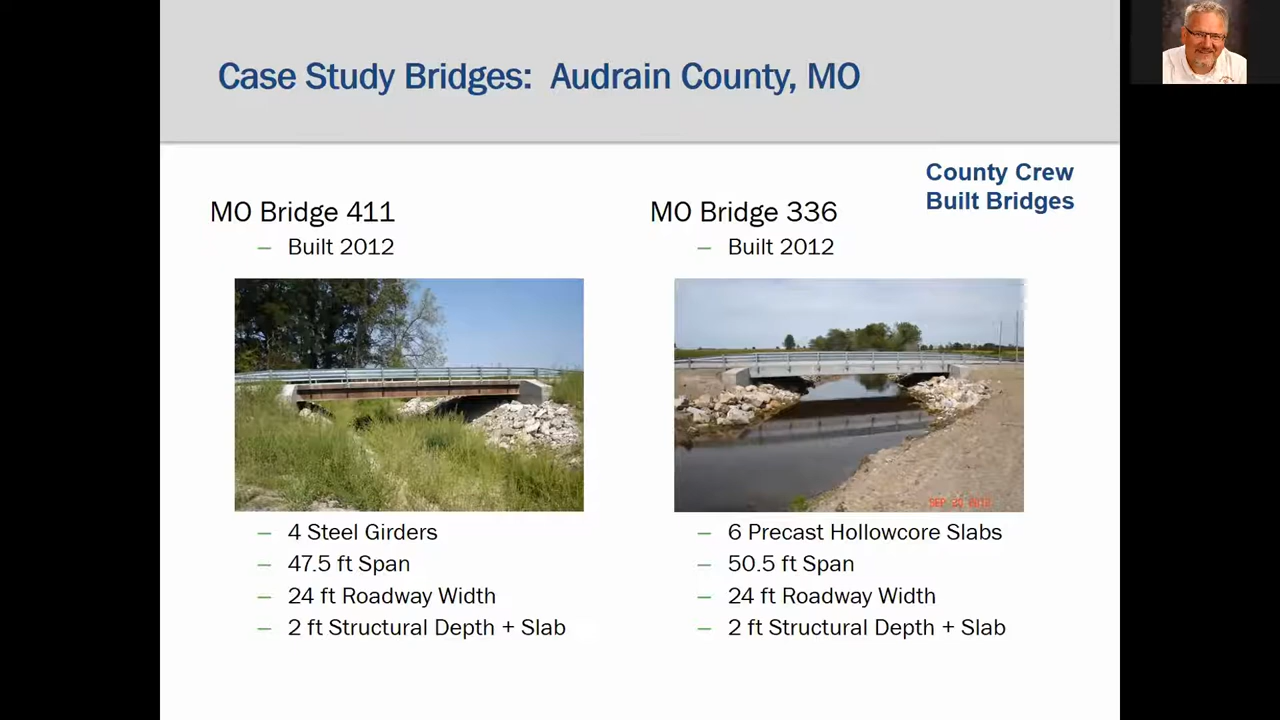 Case Study Bridges: Audrain County, MO
County Crew
Built Bridges
MO Bridge 411
– Built 2012
– 4 Steel Girders
– 47.5 ft Span
– 24 ft Roadway Width
– 2 ft Structural Depth + Slab
MO Bridge 336
– Built 2012
– 6 Precast Hollowcore Slabs
– 50.5 ft Span
– 24 ft Roadway Width
– 2 ft Structural Depth + Slab